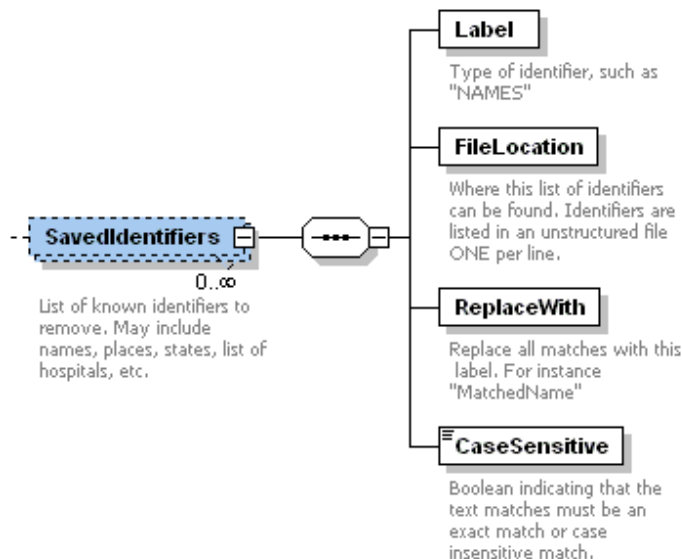 Label
Type of identifier, such as
"NAMES"
FileLocation
Where this list of identifiers
can be found. Identifiers are
listed in an unstructured file
ONE per line.
SavedIdentifiers
0..∞
List of known identifiers to
remove. May include
names, places, states, list of
hospitals, etc.
ReplaceWith
Replace all matches with this
label. For instance
"MatchedName"
CaseSensitive
Boolean indicating that the
text matches must be an
exact match or case
insensitive match.